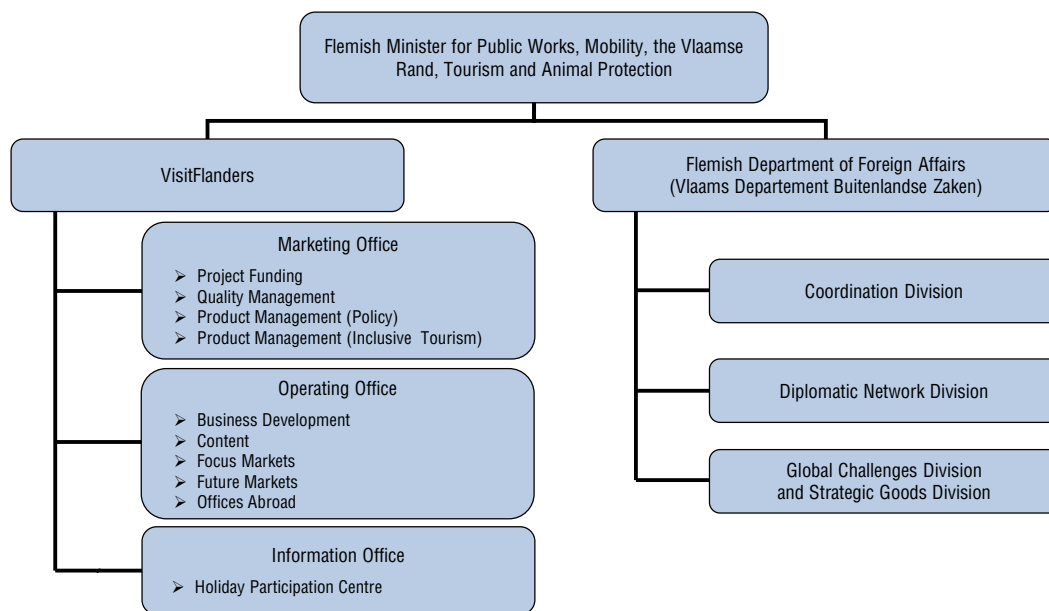 Flemish Minister for Public Works, Mobility, the Vlaamse
Rand, Tourism and Animal Protection
VisitFlanders
Marketing Office
➤ Project Funding
➤ Quality Management
➤ Product Management (Policy)
➤ Product Management (Inclusive Tourism)
Operating Office
➤ Business Development
➤ Content
➤ Focus Markets
➤ Future Markets
➤ Offices Abroad
Information Office
➤ Holiday Participation Centre
Flemish Department of Foreign Affairs
(Vlaams Departement Buitenlandse Zaken)
Coordination Division
Diplomatic Network Division
Global Challenges Division
and Strategic Goods Division